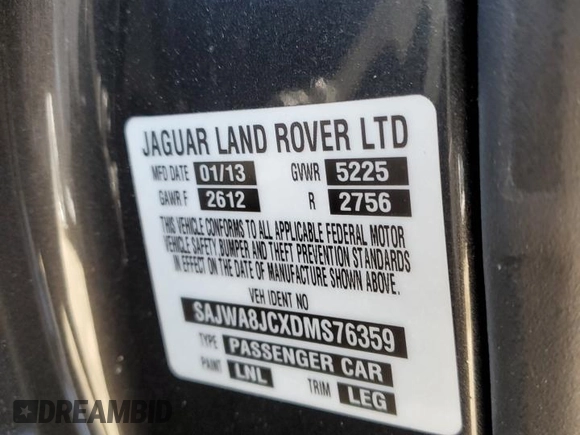 JAGUAR LAND ROVER LTD
MFD DATE 01/13 GVWR 5225
GAWR F 2612 R 2756
THIS VEHICLE CONFORMS TO ALL APPLICABLE FEDERAL MOTOR
VEHICLE SAFETY BUMPER AND THEFT PREVENTION STANDARDS
IN EFFECT ON THE DATE OF MANUFACTURE SHOWN ABOVE.
VEH IDENT NO
SAJWA8JCXDMS76359
TYPE PASSENGER CAR
PAINT LNL TRIM LEG
DREAMBID